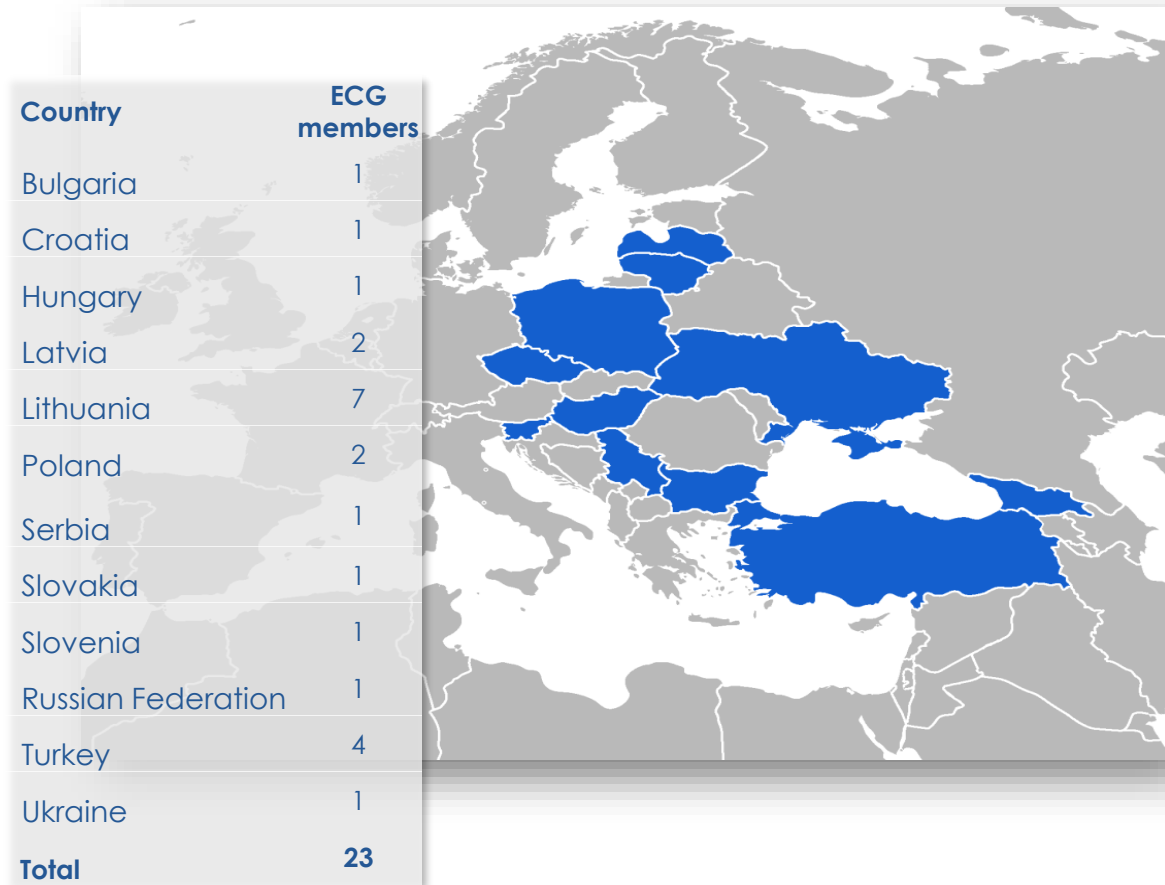 Country ECG members
Bulgaria 1
Croatia 1
Hungary 1
Latvia 2
Lithuania 7
Poland 2
Serbia 1
Slovakia 1
Slovenia 1
Russian Federation 1
Turkey 4
Ukraine 1
Total 23